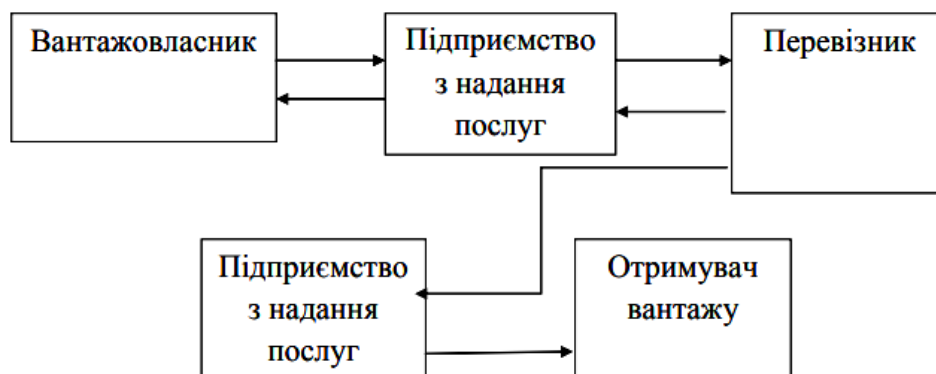 Вантажовласник
Підприємство
з надання
послуг
Перевізник
Підприємство
з надання
послуг
Отримувач
вантажу